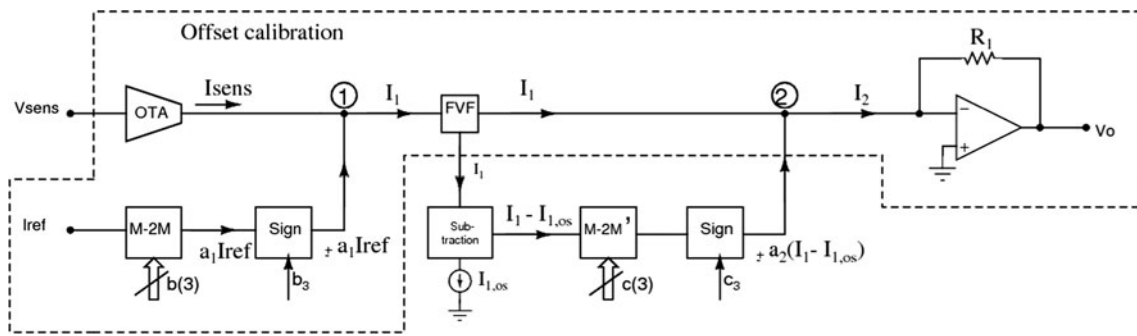 Offset calibration
R1
Isens
1
I1
I1
2
I2
Vsens
OTA
FVF
−
+
Vo
I1
Iref
M-2M
a1Iref
Sign
± a1Iref
Sub-
traction
I1 - I1,os
M-2M'
Sign
± a2(I1- I1,os)
b(3)
b3
I1,os
c(3)
c3